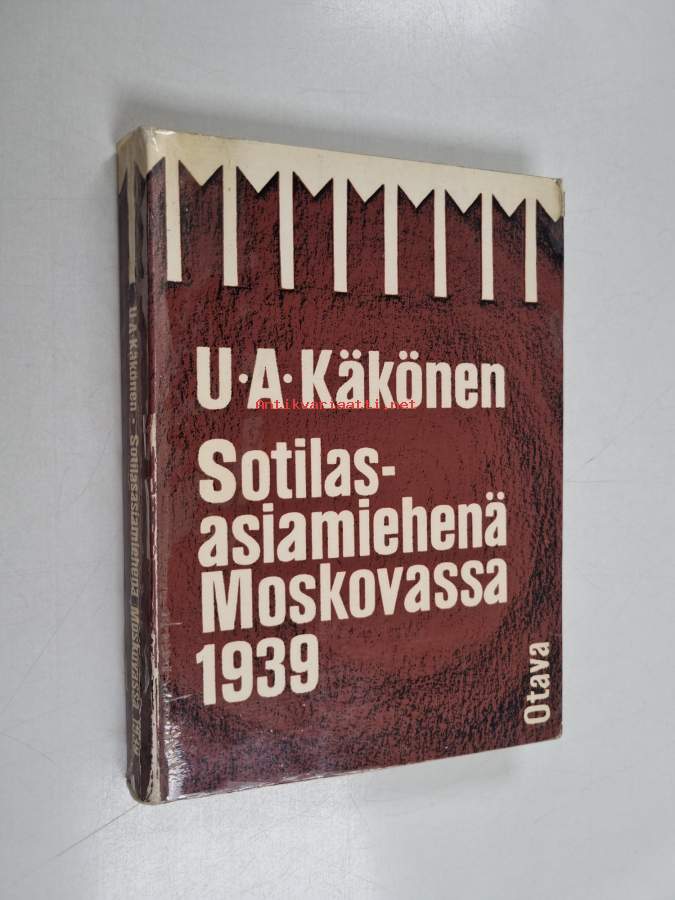 U·A·Käkönen
Sotilas-
asiamiehenä
Moskovassa
1939
Otava
U·A·Käkönen · Sotilasasiamiehenä Moskovassa 1939
antikvariaatti.net